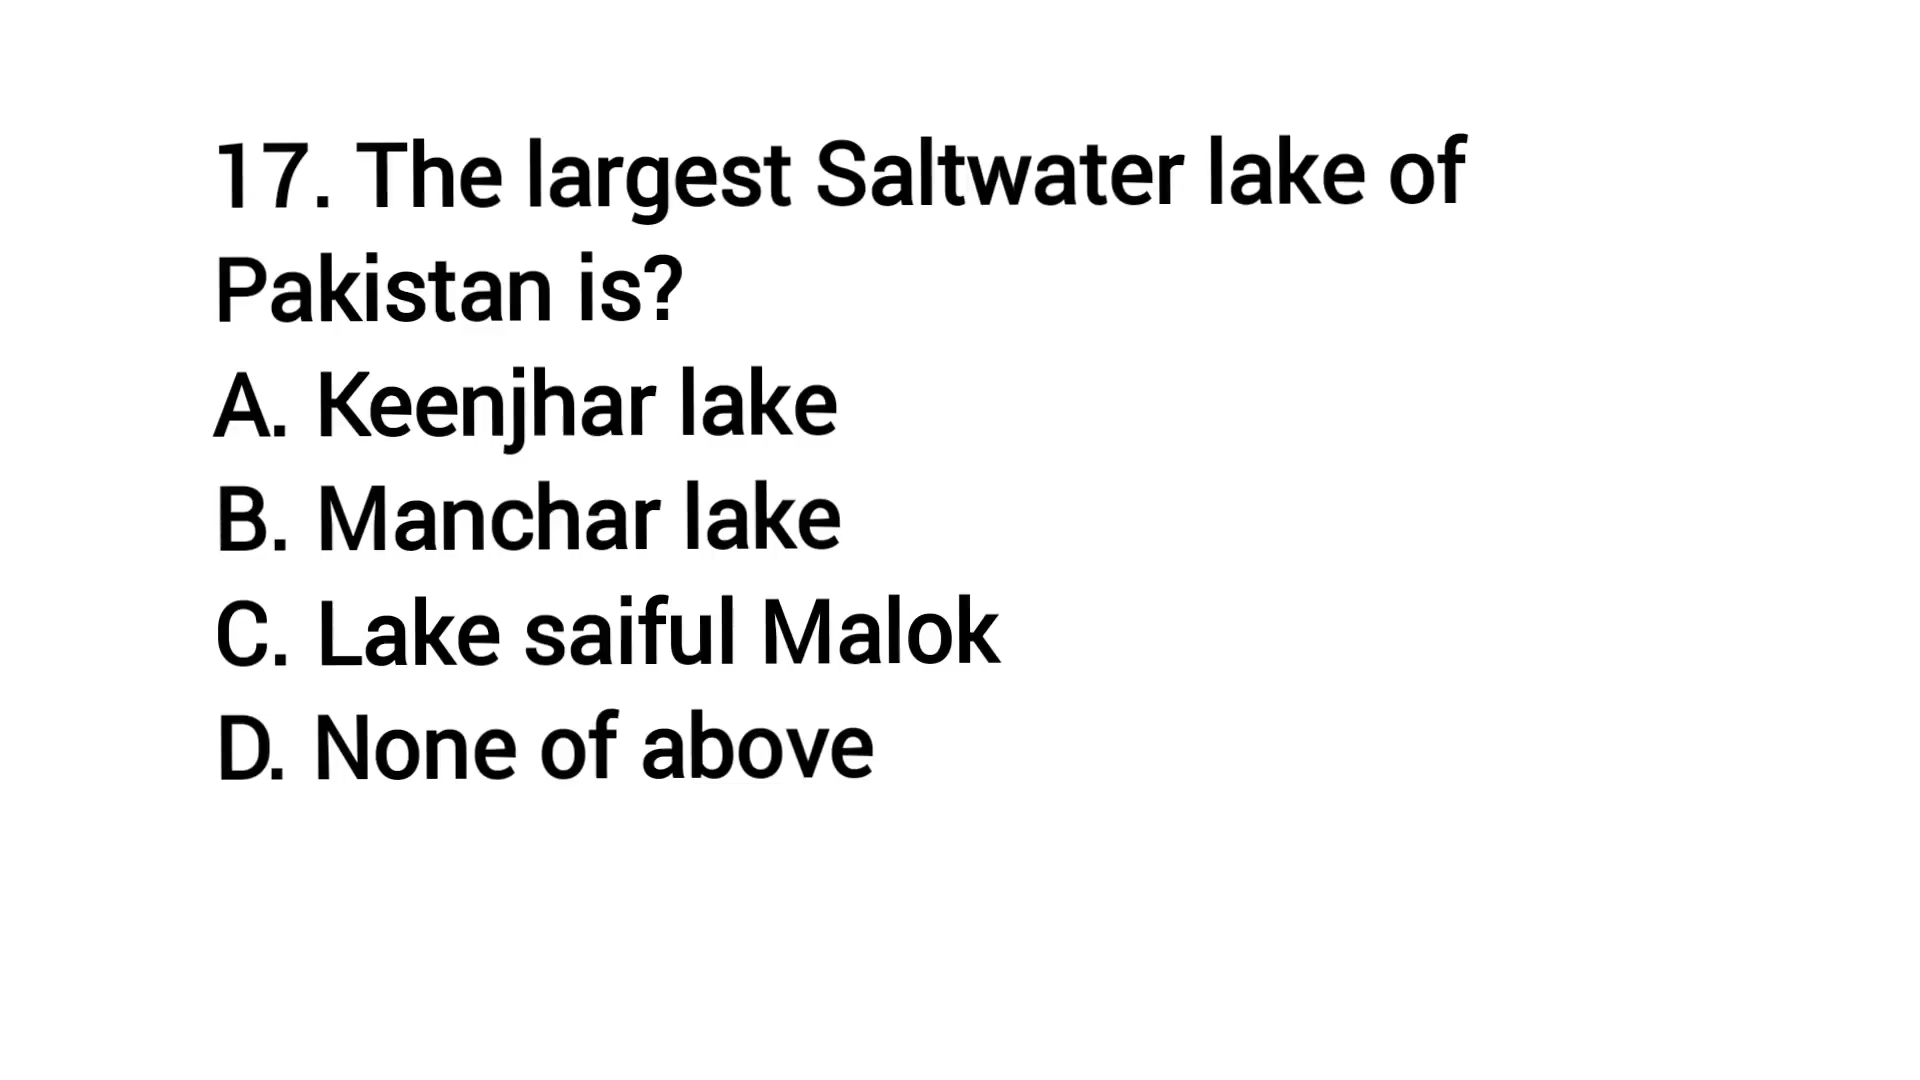 17. The largest Saltwater lake of
Pakistan is?
A. Keenjhar lake
B. Manchar lake
C. Lake saiful Malok
D. None of above